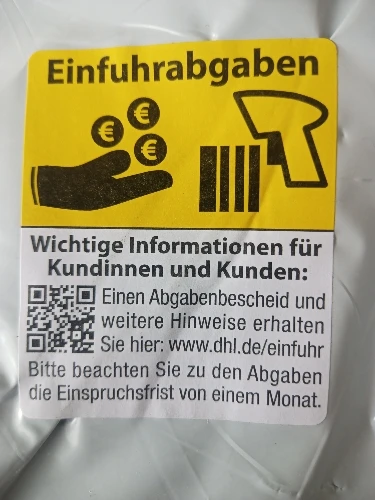 Einfuhrabgaben
€
€
€
Wichtige Informationen für
Kundinnen und Kunden:
Einen Abgabenbescheid und
weitere Hinweise erhalten
Sie hier: www.dhl.de/einfuhr
Bitte beachten Sie zu den Abgaben
die Einspruchsfrist von einem Monat.